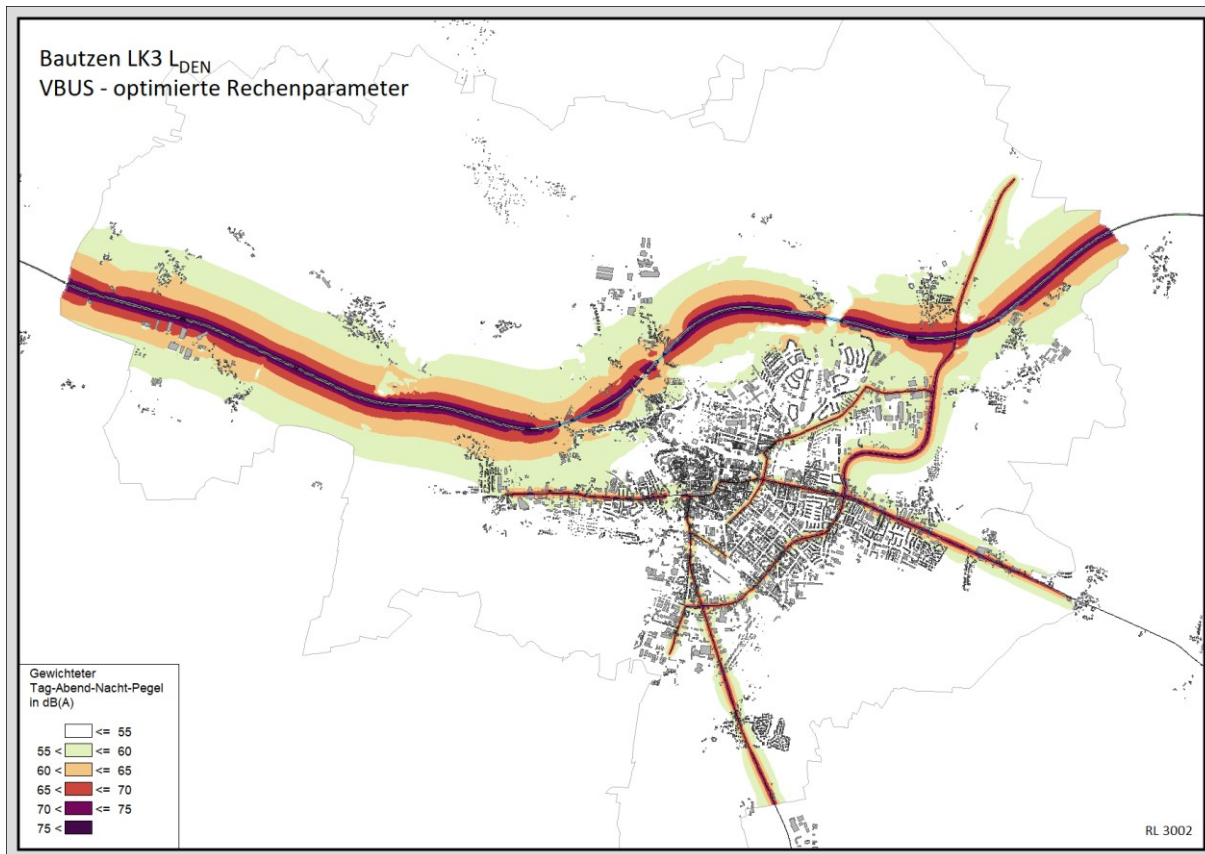 Bautzen LK3 L_DEN
VBUS - optimierte Rechenparameter
Gewichteter
Tag-Abend-Nacht-Pegel
in dB(A)
<= 55
55 < <= 60
60 < <= 65
65 < <= 70
70 < <= 75
75 <
RL 3002